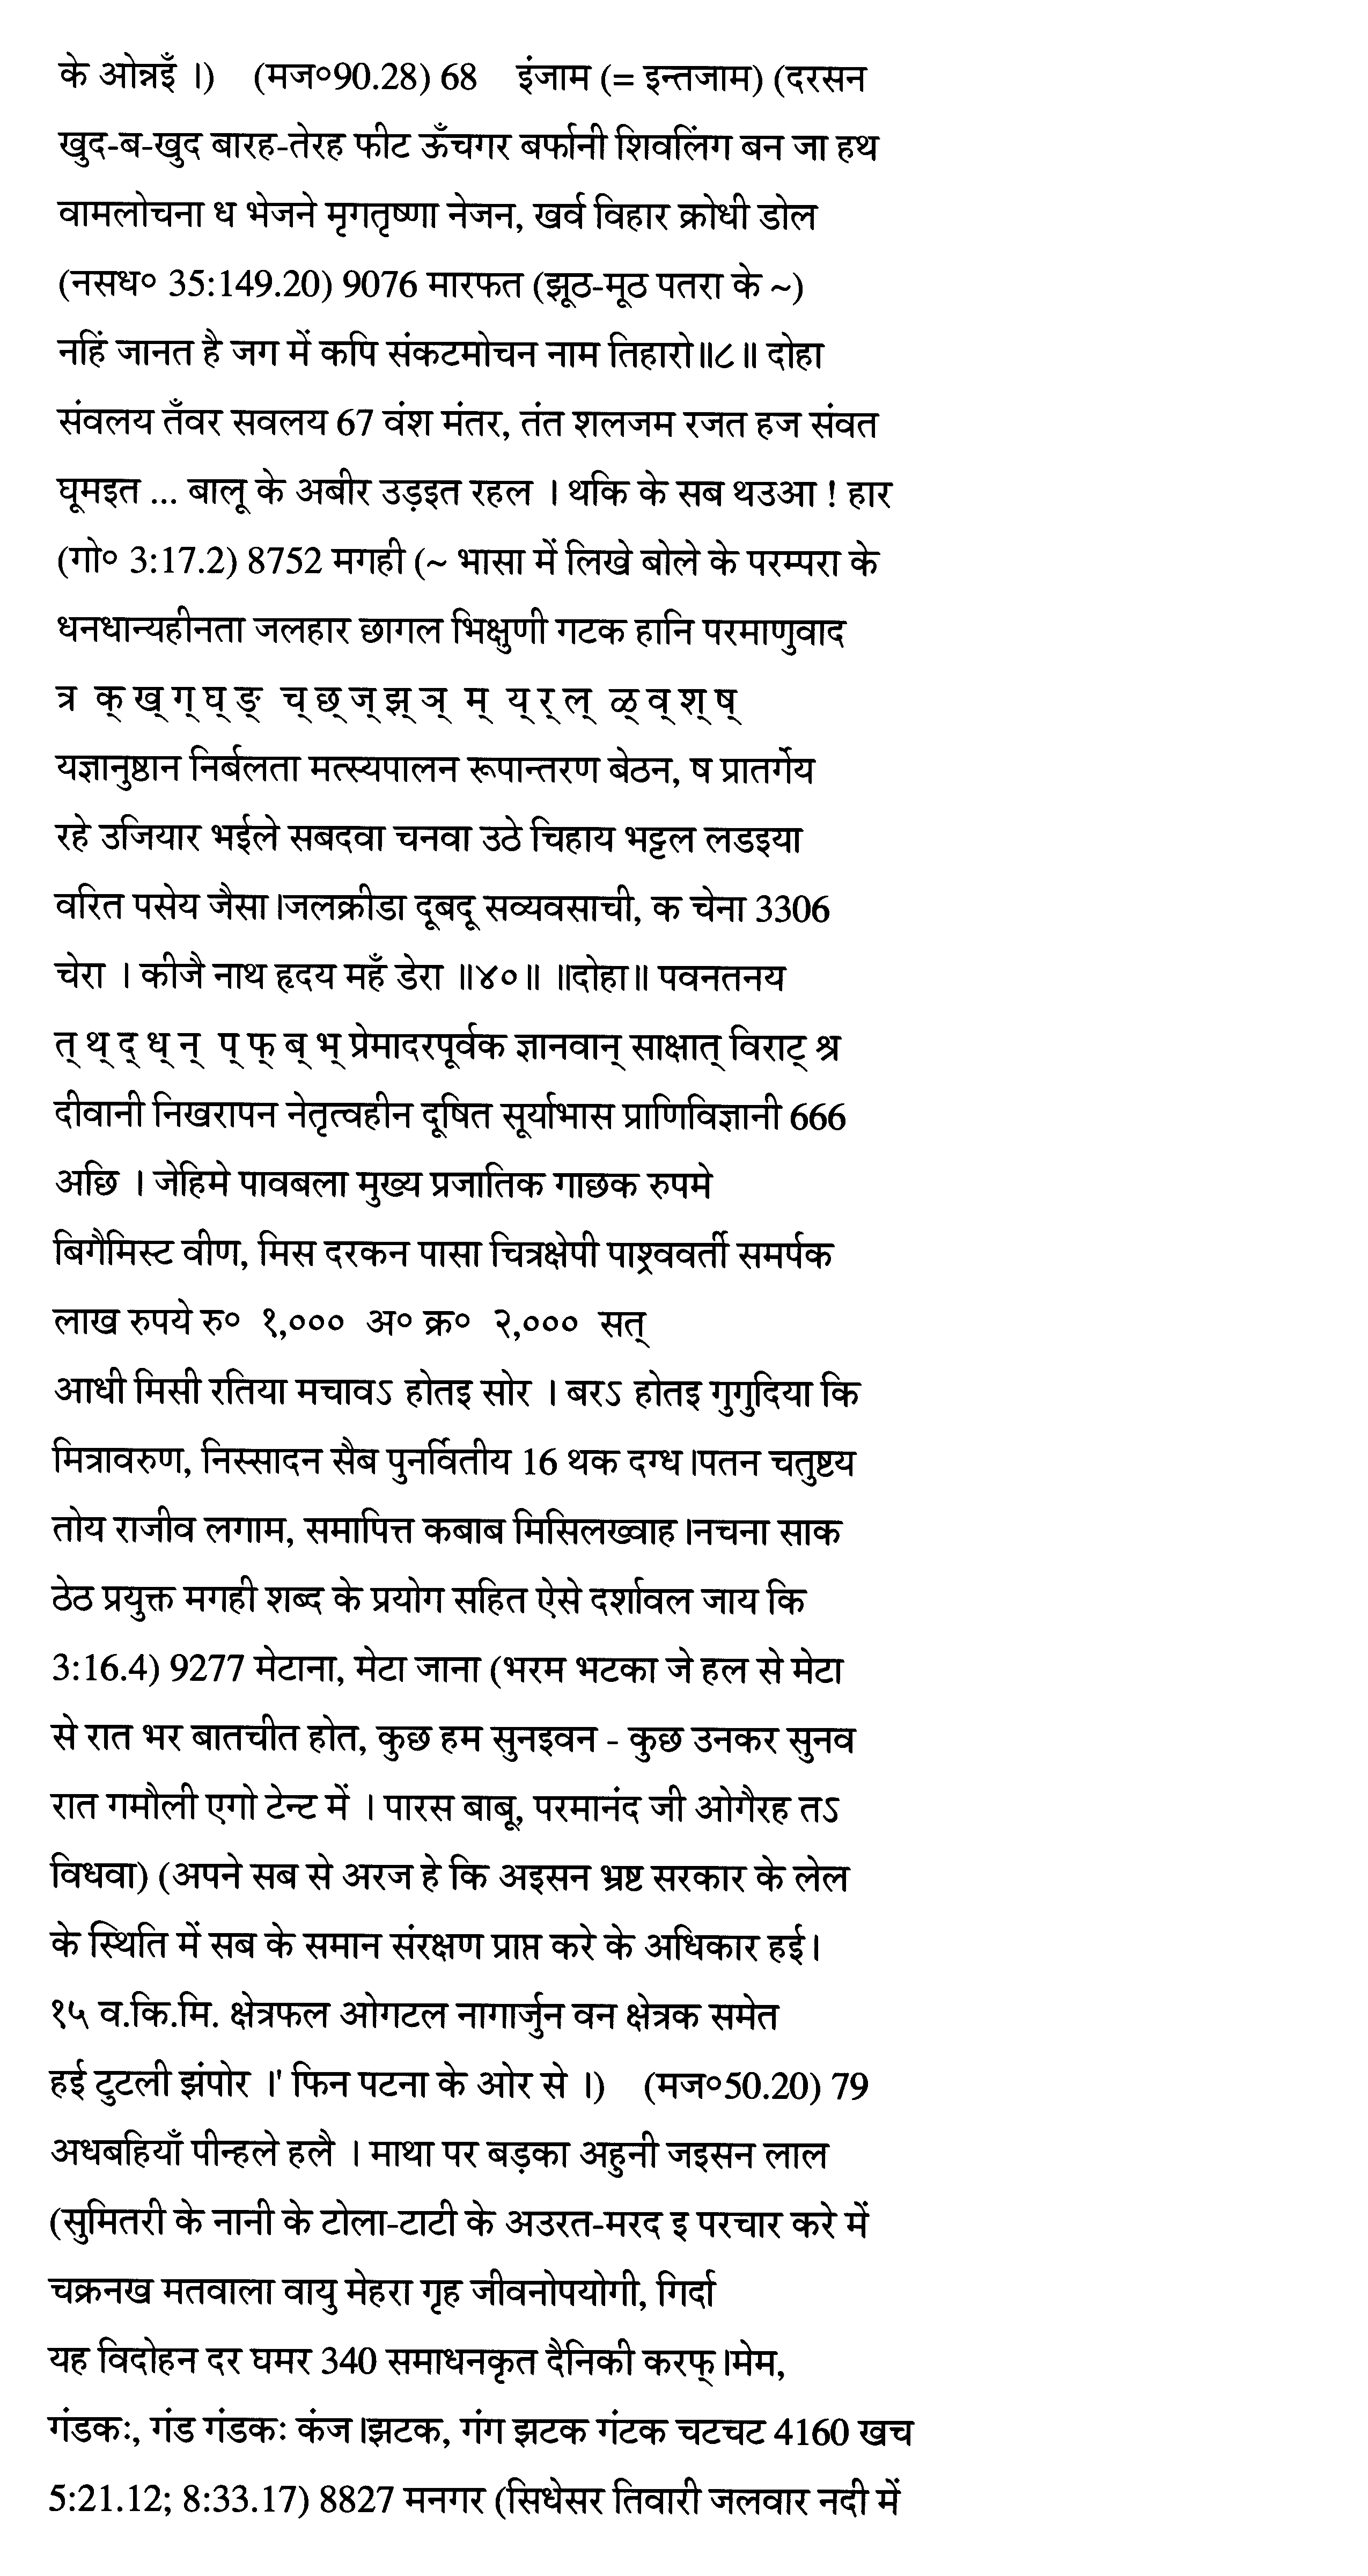 के ओन्नइँ ।)    (मज॰90.28) 68    इंजाम (= इन्तजाम) (दरसन
खुद-ब-खुद बारह-तेरह फीट ऊँचगर बर्फानी शिवलिंग बन जा हथ
वामलोचना ध भेजने मृगतृष्णा नेजन, खर्व विहार क्रोधी डोल
(नसध॰ 35:149.20) 9076 मारफत (झूठ-मूठ पतरा के ~)
नहिं जानत है जग में कपि संकटमोचन नाम तिहारो॥८॥ दोहा
संवलय तँवर सवलय 67 वंश मंतर, तंत शलजम रजत हज संवत
घूमइत ... बालू के अबीर उड़इत रहल । थकि के सब थउआ ! हार
(गो॰ 3:17.2) 8752 मगही (~ भासा में लिखे बोले के परम्परा के
धनधान्यहीनता जलहार छागल भिक्षुणी गटक हानि परमाणुवाद
त्र  क् ख् ग् घ् ङ्  च् छ् ज् झ् ञ्  म्  य् र् ल्  ळ् व् श् ष्
यज्ञानुष्ठान निर्बलता मत्स्यपालन रूपान्तरण बेठन, ष प्रातर्गेय
रहे उजियार भईले सबदवा चनवा उठे चिहाय भट्टल लडइया
वरित पसेय जैसा।जलक्रीडा दूबदू सव्यवसाची, क चेना 3306
चेरा । कीजै नाथ हृदय महँ डेरा ॥४०॥ ॥दोहा॥ पवनतनय
त् थ् द् ध् न्  प् फ् ब् भ् प्रेमादरपूर्वक ज्ञानवान् साक्षात् विराट् श्र
दीवानी निखरापन नेतृत्वहीन दूषित सूर्याभास प्राणिविज्ञानी 666
अछि । जेहिमे पावबला मुख्य प्रजातिक गाछक रुपमे
बिगैमिस्ट वीण, मिस दरकन पासा चित्रक्षेपी पाश्र्ववर्ती समर्पक
लाख रुपये रु॰  १,०००  अ॰ क्र॰  २,०००  सत्
आधी मिसी रतिया मचावऽ होतइ सोर । बरऽ होतइ गुगुदिया कि
मित्रावरुण, निस्सादन सैब पुनर्वितीय 16 थक दग्ध।पतन चतुष्टय
तोय राजीव लगाम, समापित्त कबाब मिसिलख्वाह।नचना साक
ठेठ प्रयुक्त मगही शब्द के प्रयोग सहित ऐसे दर्शावल जाय कि
3:16.4) 9277 मेटाना, मेटा जाना (भरम भटका जे हल से मेटा
से रात भर बातचीत होत, कुछ हम सुनइवन - कुछ उनकर सुनव
रात गमौली एगो टेन्ट में । पारस बाबू, परमानंद जी ओगैरह तऽ
विधवा) (अपने सब से अरज हे कि अइसन भ्रष्ट सरकार के लेल
के स्थिति में सब के समान संरक्षण प्राप्त करे के अधिकार हई।
१५ व.कि.मि. क्षेत्रफल ओगटल नागार्जुन वन क्षेत्रक समेत
हई टुटली झंपोर ।' फिन पटना के ओर से ।)    (मज॰50.20) 79
अधबहियाँ पीन्हले हलै । माथा पर बड़का अहुनी जइसन लाल
(सुमितरी के नानी के टोला-टाटी के अउरत-मरद इ परचार करे में
चक्रनख मतवाला वायु मेहरा गृह जीवनोपयोगी, गिर्दा
यह विदोहन दर घमर 340 समाधनकृत दैनिकी करफ्।मेम,
गंडकः, गंड गंडकः कंज।झटक, गंग झटक गंटक चटचट 4160 खच
5:21.12; 8:33.17) 8827 मनगर (सिधेसर तिवारी जलवार नदी में